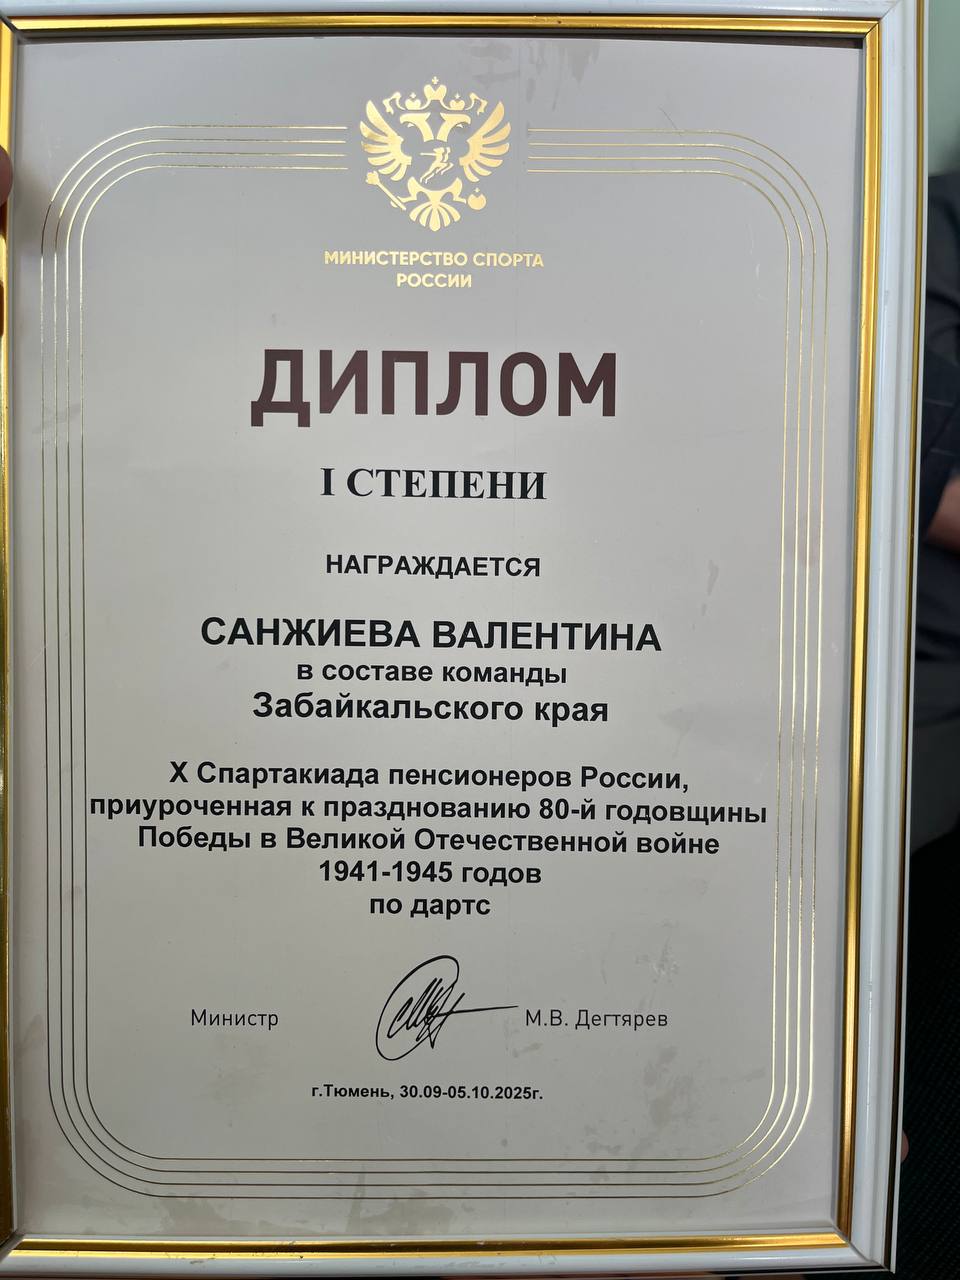 МИНИСТЕРСТВО СПОРТА
РОССИИ
ДИПЛОМ
I СТЕПЕНИ
НАГРАЖДАЕТСЯ
САНЖИЕВА ВАЛЕНТИНА
в составе команды
Забайкальского края
X Спартакиада пенсионеров России,
приуроченная к празднованию 80-й годовщины
Победы в Великой Отечественной войне
1941-1945 годов
по дартс
Министр М.В. Дегтярев
г.Тюмень, 30.09-05.10.2025г.